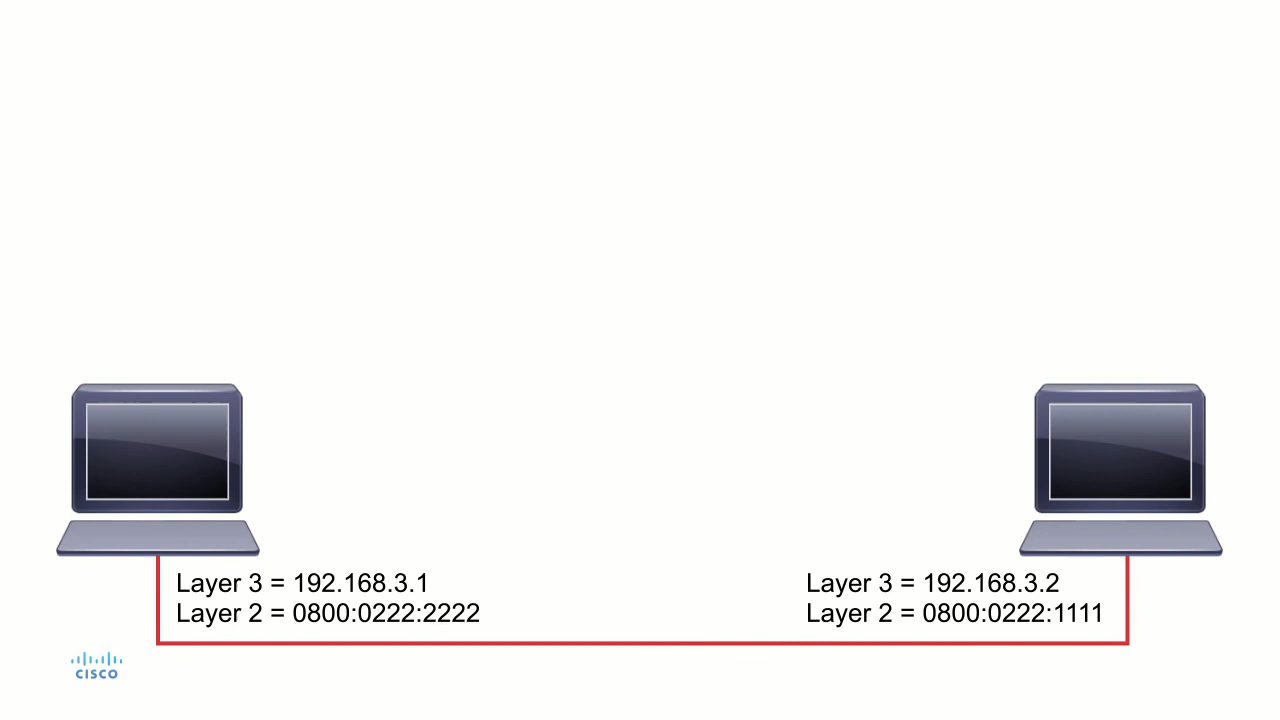 Layer 3 = 192.168.3.1
Layer 2 = 0800:0222:2222
Layer 3 = 192.168.3.2
Layer 2 = 0800:0222:1111
CISCO